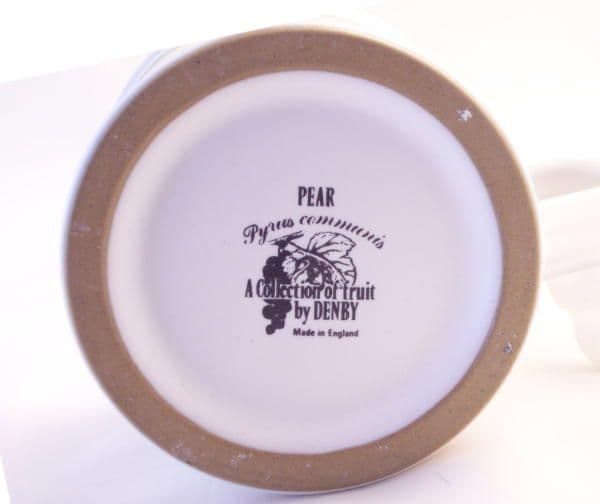 PEAR
Pyrus communis
A Collection of fruit
by DENBY
Made in England